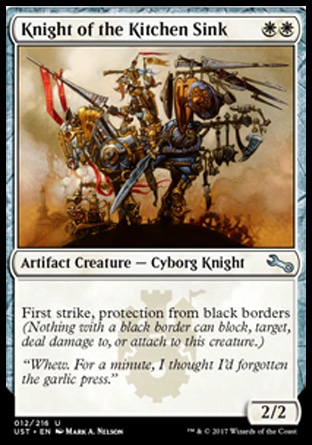 Knight of the Kitchen Sink
Artifact Creature — Cyborg Knight
First strike, protection from black borders
(Nothing with a black border can block, target,
deal damage to, or attach to this creature.)
“Whew. For a minute, I thought I’d forgotten
the garlic press.”
2/2
012/216 U
UST • EN Mark A. Nelson
™ & © 2017 Wizards of the Coast